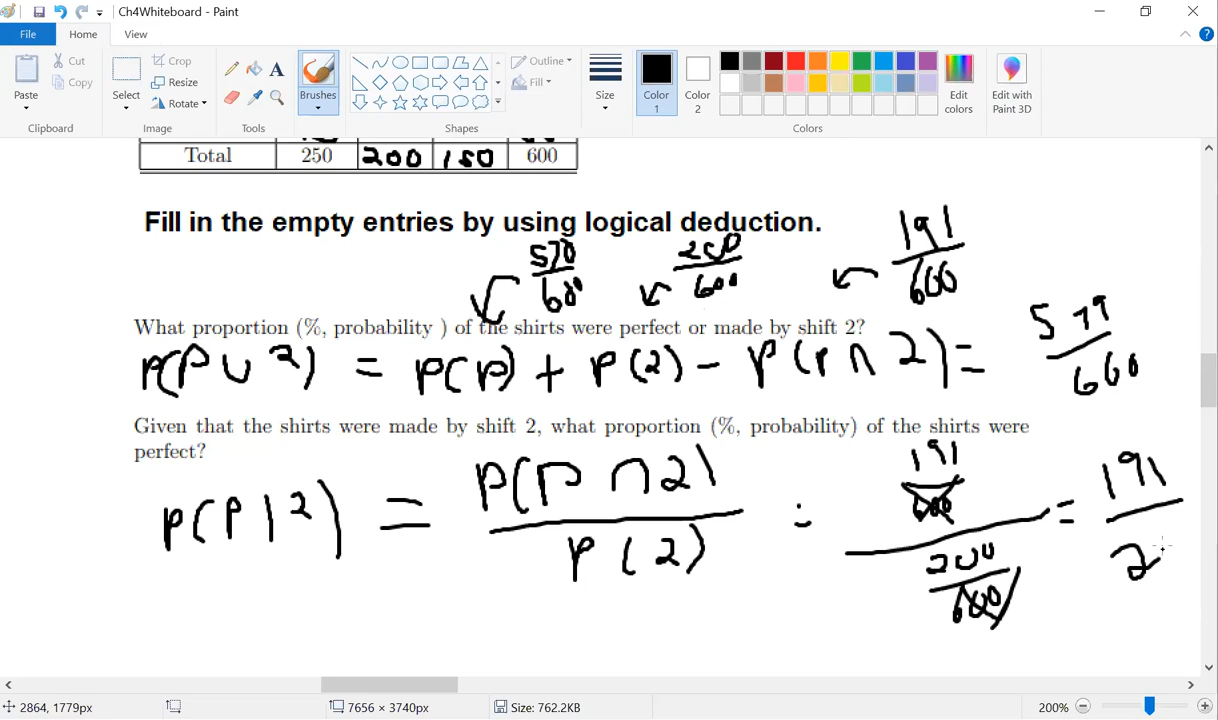 Ch4Whiteboard - Paint
File Home View
Paste Cut Copy Clipboard
Select Crop Resize Rotate Image
Tools
Brushes
Outline Fill Shapes
Size
Color 1 Color 2 Edit colors Colors
Edit with Paint 3D
Total 250 200 150 600
Fill in the empty entries by using logical deduction.
570/600 200/600 191/600
What proportion (%, probability ) of the shirts were perfect or made by shift 2?
P(P ∪ 2) = P(P) + P(2) - P(P ∩ 2) = 579/600
Given that the shirts were made by shift 2, what proportion (%, probability) of the shirts were
perfect?
P(P | 2) = P(P ∩ 2) / P(2) = 191/600 / 200/600 = 191/2
2864, 1779px 7656 × 3740px Size: 762.2KB 200%